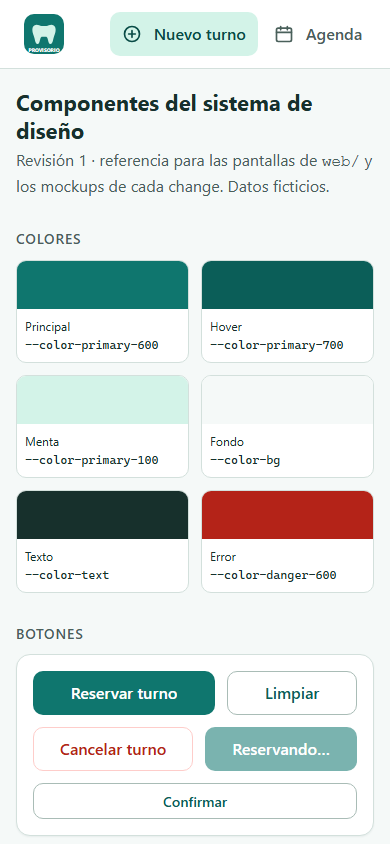 PROVISORIO
Nuevo turno
Agenda
Componentes del sistema de
diseño
Revisión 1 · referencia para las pantallas de web/ y
los mockups de cada change. Datos ficticios.
COLORES
Principal
--color-primary-600
Hover
--color-primary-700
Menta
--color-primary-100
Fondo
--color-bg
Texto
--color-text
Error
--color-danger-600
BOTONES
Reservar turno
Limpiar
Cancelar turno
Reservando...
Confirmar